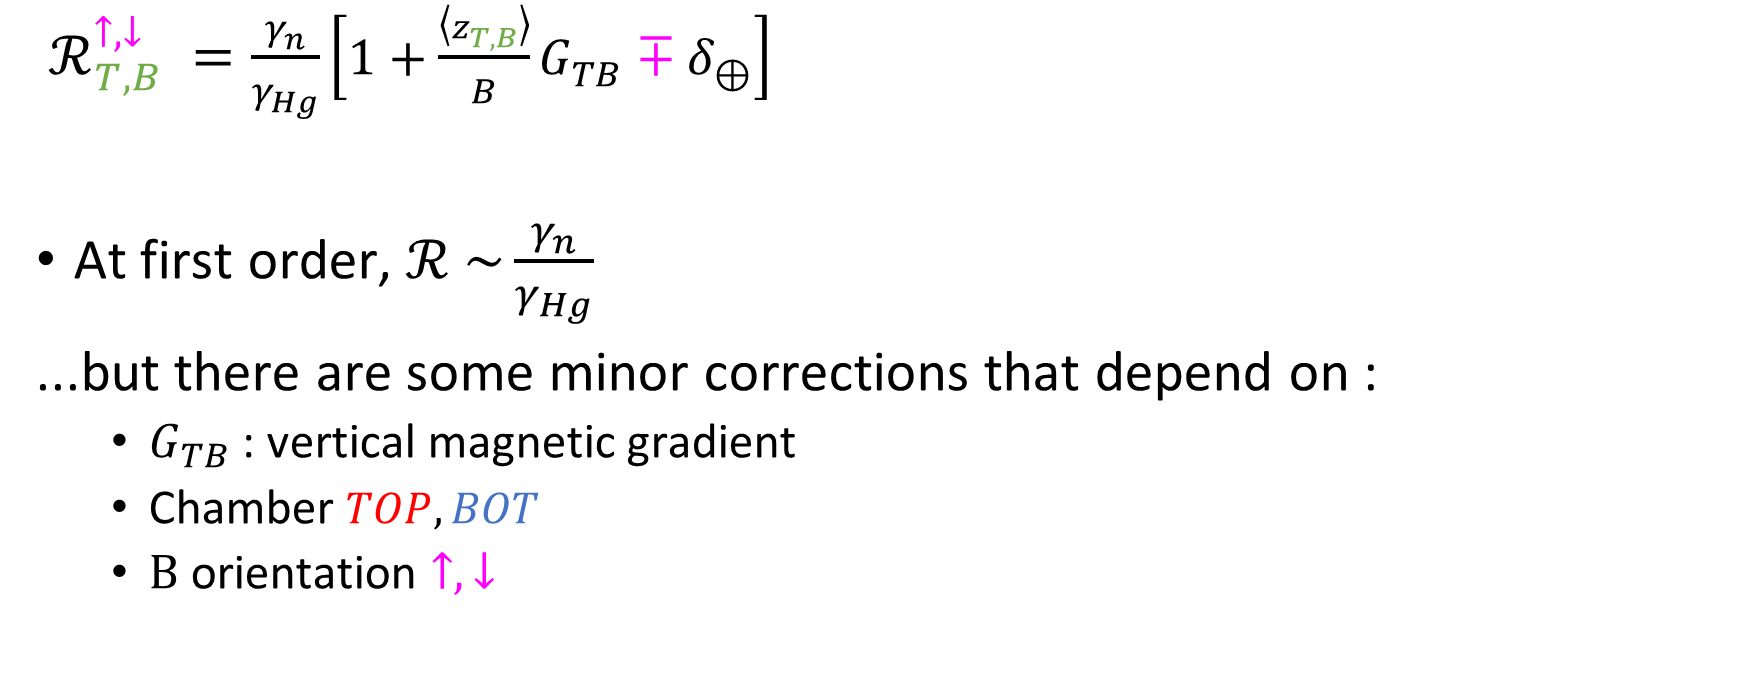 ℛ^{↑,↓}_{T,B} = γ_n/γ_{Hg} [1 + ⟨z_{T,B}⟩/B G_{TB} ∓ δ_⊕]
• At first order, ℛ ~ γ_n/γ_{Hg}
...but there are some minor corrections that depend on :
• G_{TB} : vertical magnetic gradient
• Chamber TOP, BOT
• B orientation ↑,↓